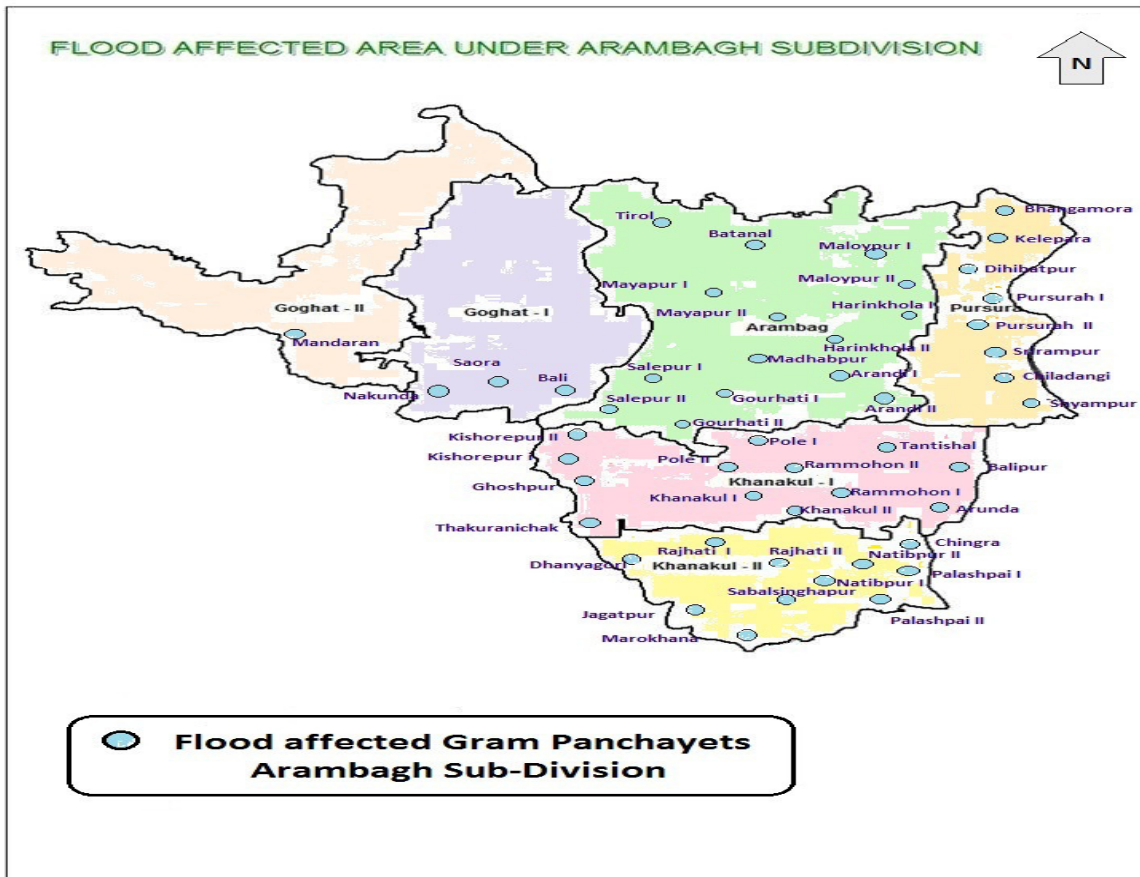 FLOOD AFFECTED AREA UNDER ARAMBAGH SUBDIVISION
N
Bhangamora
Tirol
Batanal
Kelepara
Maloypur I
Dihibatpur
Maloypur II
Mayapur I
Pursurah I
Harinkhola I
Goghat - II
Goghat - I
Mayapur II
Pursura
Arambag
Pursurah II
Mandaran
Harinkhola II
Srirampur
Saora
Madhabpur
Salepur I
Arandi I
Chiladangi
Nakunda
Bali
Salepur II
Gourhati I
Arandi II
Shyampur
Gourhati II
Kishorepur II
Pole I
Tantishal
Kishorepur I
Pole II
Rammohon II
Balipur
Khanakul - I
Ghoshpur
Khanakul I
Rammohon I
Khanakul II
Arunda
Thakuranichak
Chingra
Rajhati I
Rajhati II
Natibpur II
Dhanyagori
Khanakul - II
Palashpai I
Natibpur I
Sabalsinghapur
Jagatpur
Palashpai II
Marokhana
Flood affected Gram Panchayets
Arambagh Sub-Division